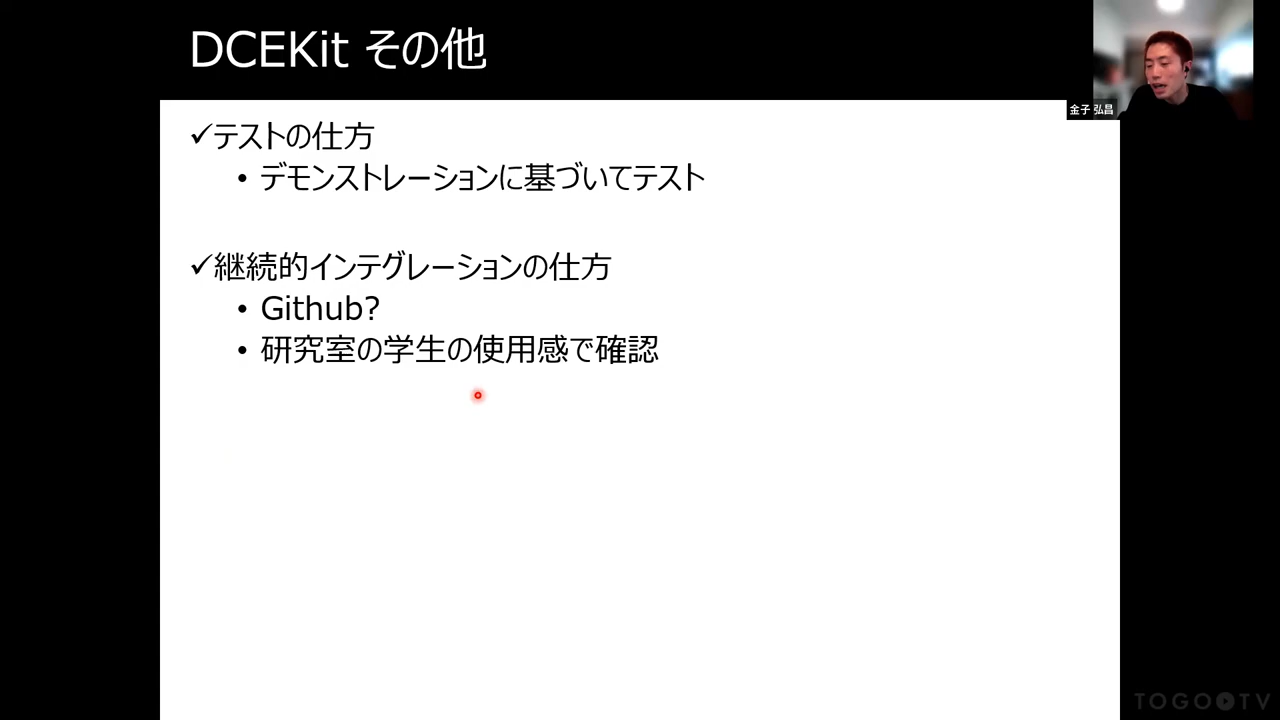 DCEKit その他
金子 弘昌
✓テストの仕方
• デモンストレーションに基づいてテスト
✓継続的インテグレーションの仕方
• Github?
• 研究室の学生の使用感で確認
TOGOTV